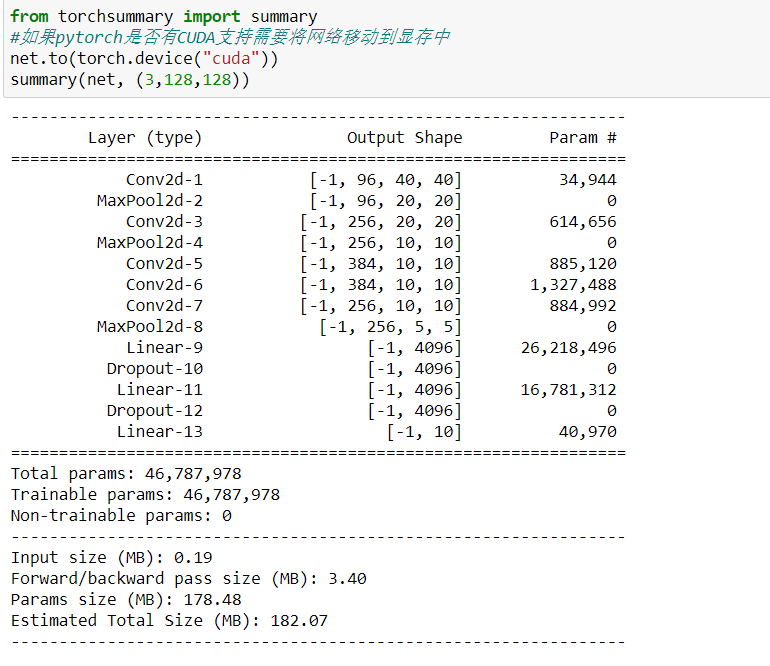 from torchsummary import summary
#如果pytorch是否有CUDA支持需要将网络移动到显存中
net.to(torch.device("cuda"))
summary(net, (3,128,128))
----------------------------------------------------------------
Layer (type) Output Shape Param #
================================================================
Conv2d-1 [-1, 96, 40, 40] 34,944
MaxPool2d-2 [-1, 96, 20, 20] 0
Conv2d-3 [-1, 256, 20, 20] 614,656
MaxPool2d-4 [-1, 256, 10, 10] 0
Conv2d-5 [-1, 384, 10, 10] 885,120
Conv2d-6 [-1, 384, 10, 10] 1,327,488
Conv2d-7 [-1, 256, 10, 10] 884,992
MaxPool2d-8 [-1, 256, 5, 5] 0
Linear-9 [-1, 4096] 26,218,496
Dropout-10 [-1, 4096] 0
Linear-11 [-1, 4096] 16,781,312
Dropout-12 [-1, 4096] 0
Linear-13 [-1, 10] 40,970
================================================================
Total params: 46,787,978
Trainable params: 46,787,978
Non-trainable params: 0
----------------------------------------------------------------
Input size (MB): 0.19
Forward/backward pass size (MB): 3.40
Params size (MB): 178.48
Estimated Total Size (MB): 182.07
----------------------------------------------------------------